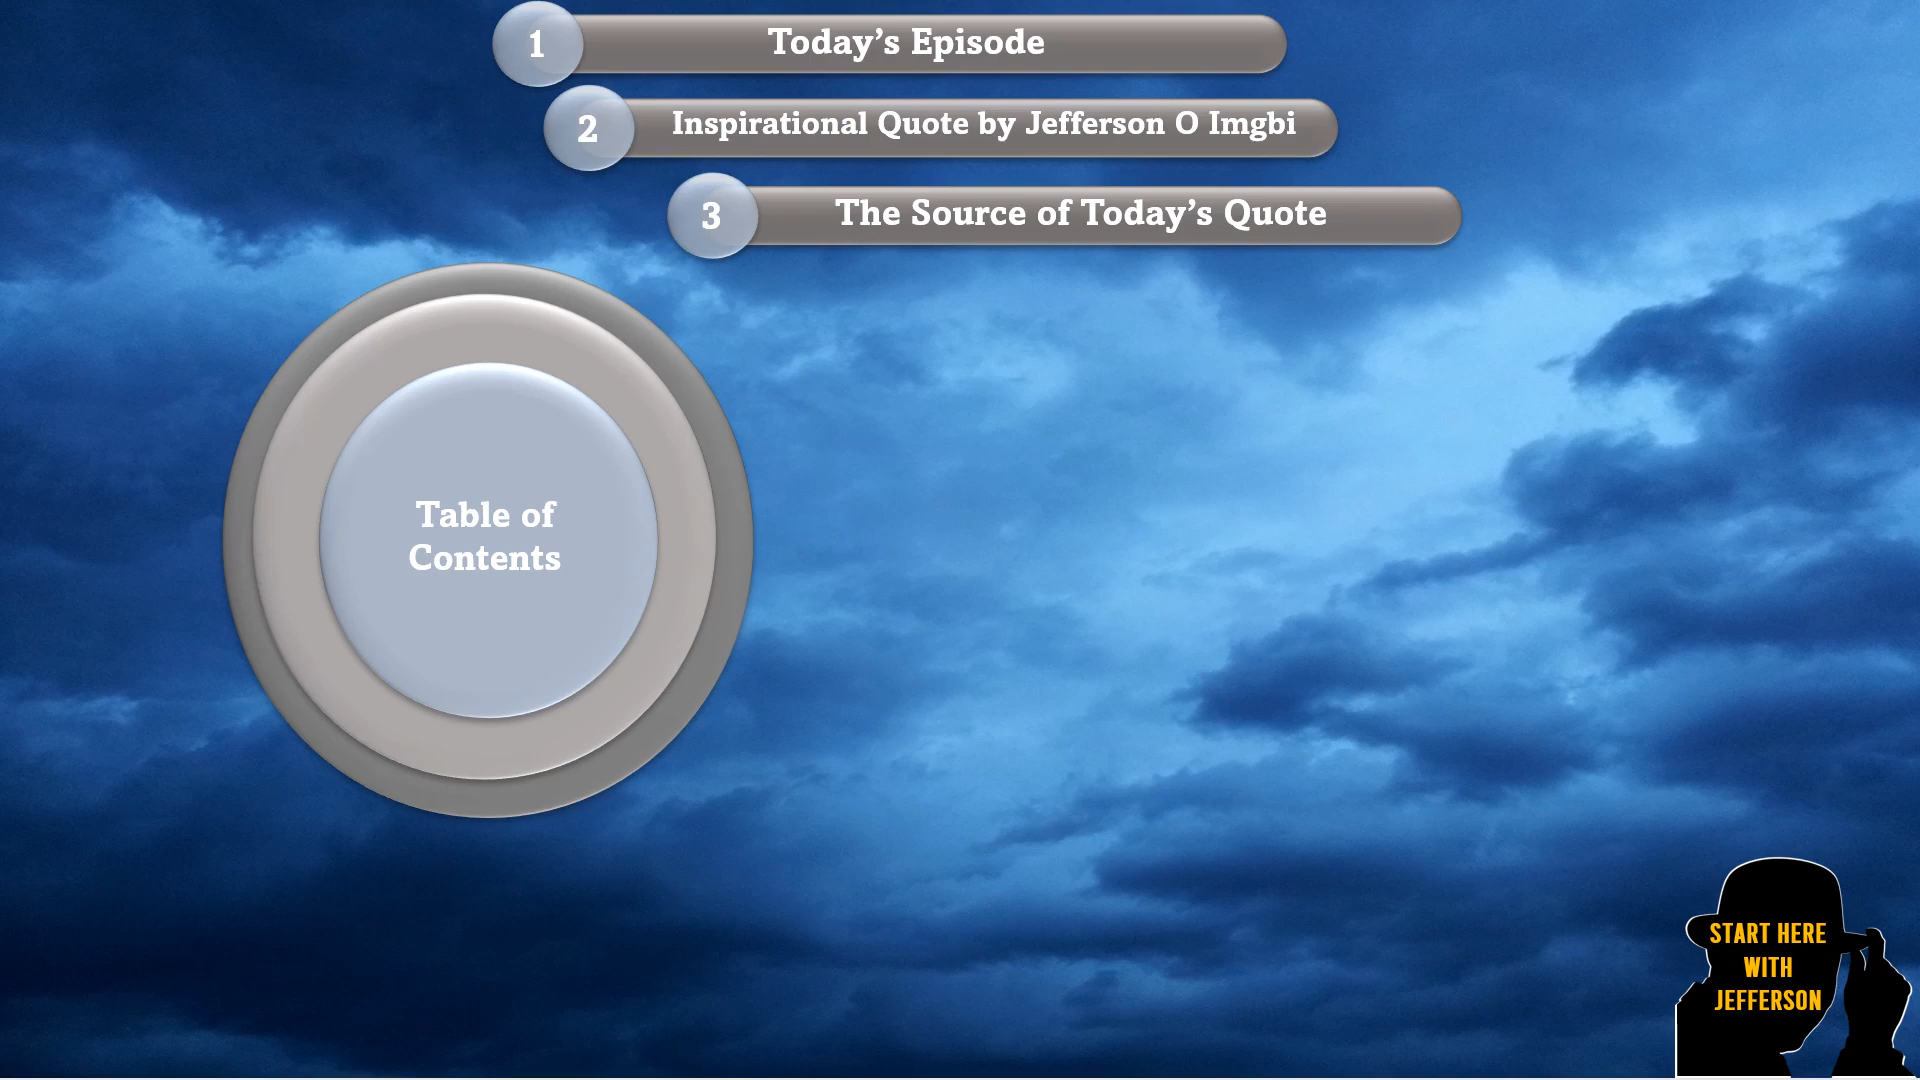 1
Today’s Episode
2
Inspirational Quote by Jefferson O Imgbi
3
The Source of Today’s Quote
Table of
Contents
START HERE
WITH
JEFFERSON